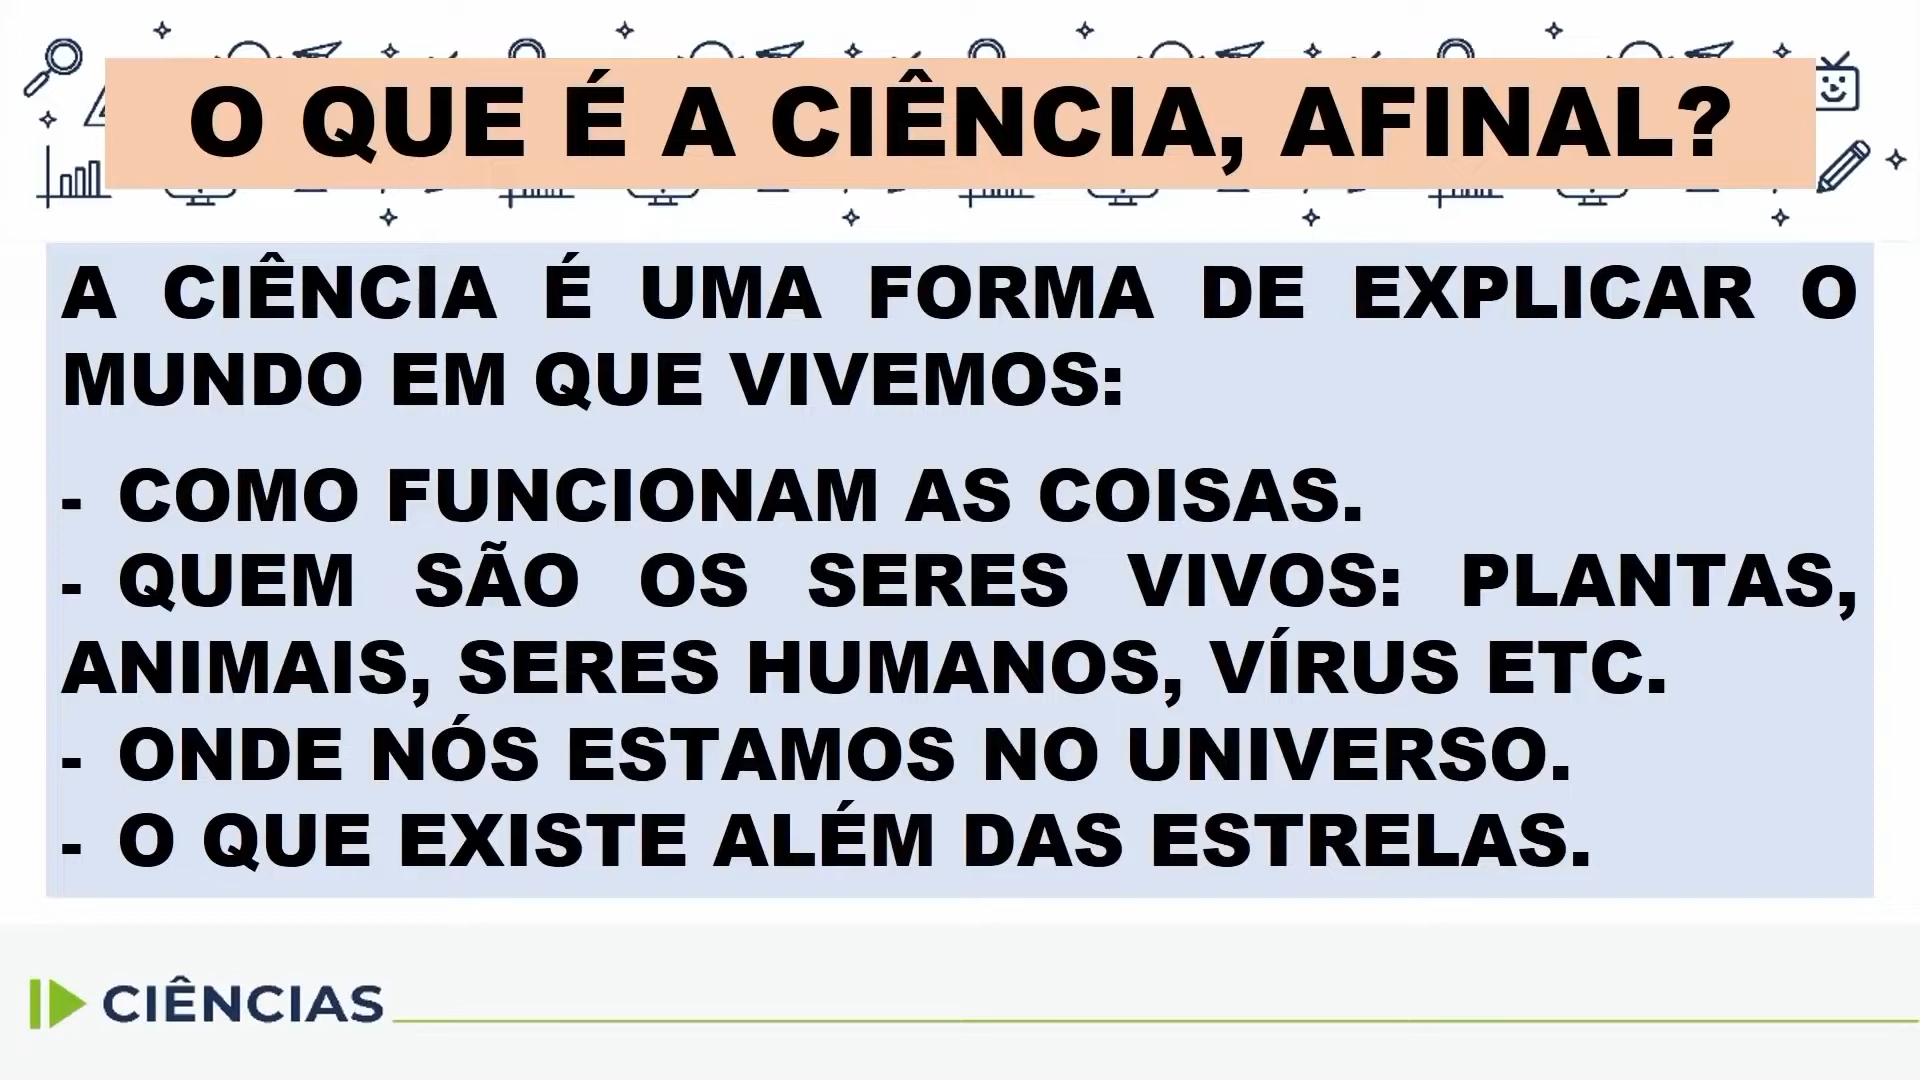 O QUE É A CIÊNCIA, AFINAL?
A CIÊNCIA É UMA FORMA DE EXPLICAR O
MUNDO EM QUE VIVEMOS:
- COMO FUNCIONAM AS COISAS.
- QUEM SÃO OS SERES VIVOS: PLANTAS,
ANIMAIS, SERES HUMANOS, VÍRUS ETC.
- ONDE NÓS ESTAMOS NO UNIVERSO.
- O QUE EXISTE ALÉM DAS ESTRELAS.
CIÊNCIAS